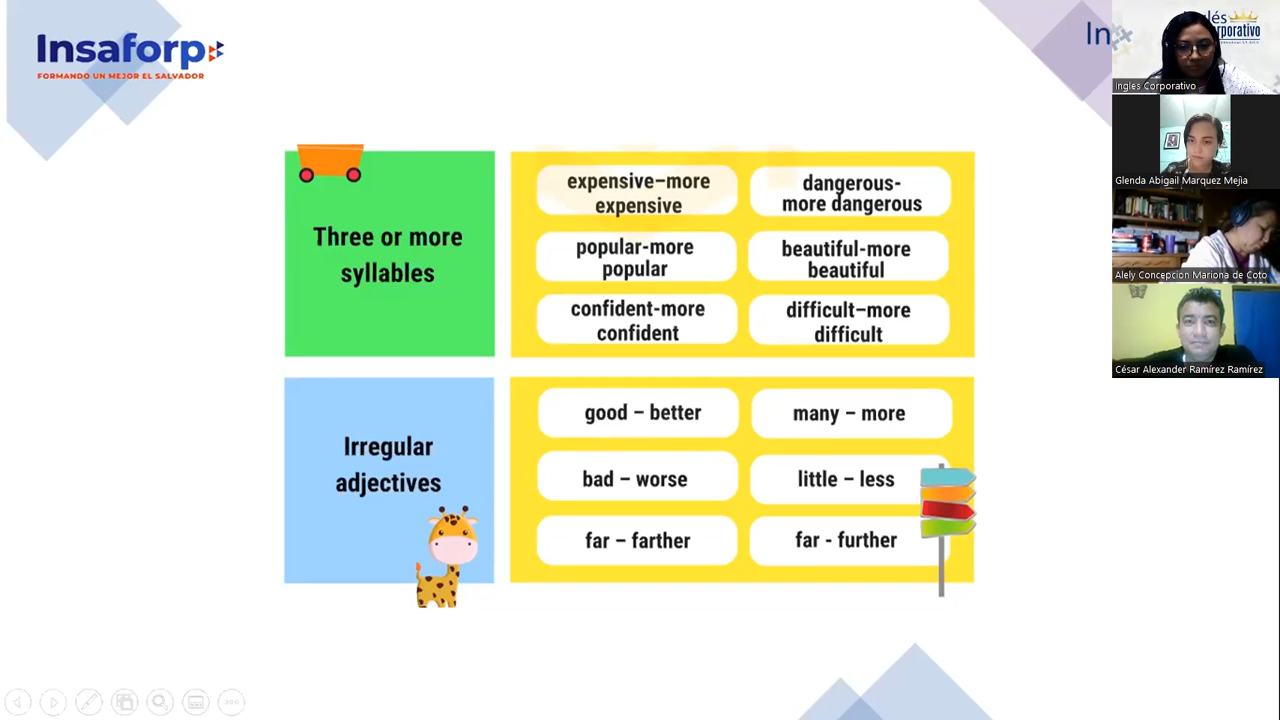 Insaforp
FORMANDO UN MEJOR EL SALVADOR
Three or more
syllables
expensive–more
expensive
dangerous-
more dangerous
popular-more
popular
beautiful-more
beautiful
confident-more
confident
difficult–more
difficult
Irregular
adjectives
good – better
many – more
bad – worse
little – less
far – farther
far - further
In
Ingles Corporativo
Glenda Abigail Marquez Mejia
Alely Concepcion Mariona de Coto
César Alexander Ramírez Ramírez